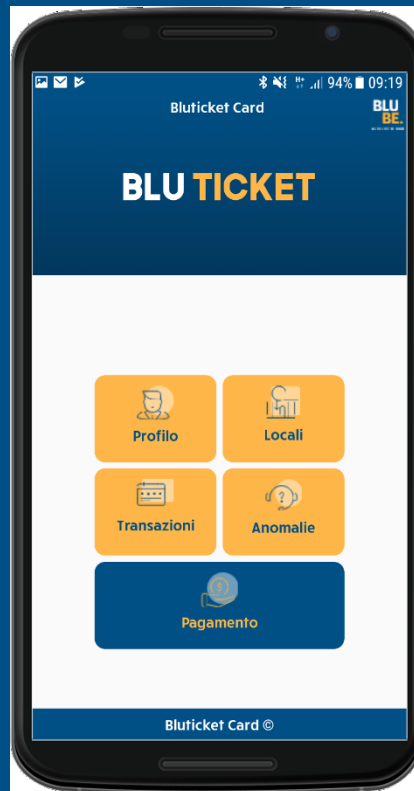 H+ 94% 09:19
Bluticket Card
BLU
BE.
BLU TICKET
Profilo
Locali
Transazioni
Anomalie
Pagamento
Bluticket Card ©